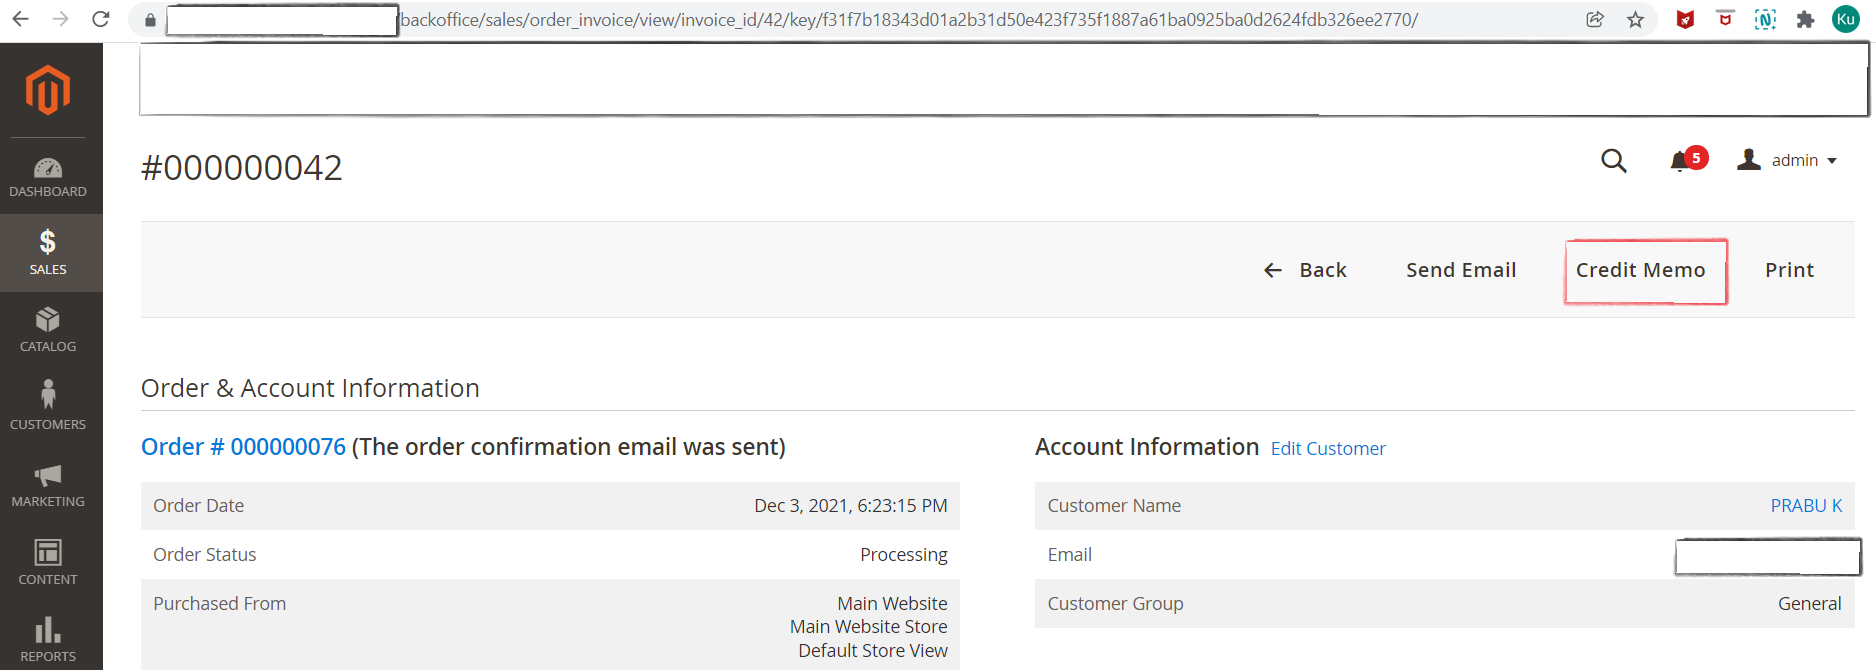 /backoffice/sales/order_invoice/view/invoice_id/42/key/f31f7b18343d01a2b31d50e423f735f1887a61ba0925ba0d2624fdb326ee2770/
Ku
#000000042
5
admin
DASHBOARD
$
SALES
CATALOG
CUSTOMERS
MARKETING
CONTENT
REPORTS
Back
Send Email
Credit Memo
Print
Order & Account Information
Order # 000000076 (The order confirmation email was sent)
Order Date Dec 3, 2021, 6:23:15 PM
Order Status Processing
Purchased From Main Website
Main Website Store
Default Store View
Account Information Edit Customer
Customer Name PRABU K
Email
Customer Group General